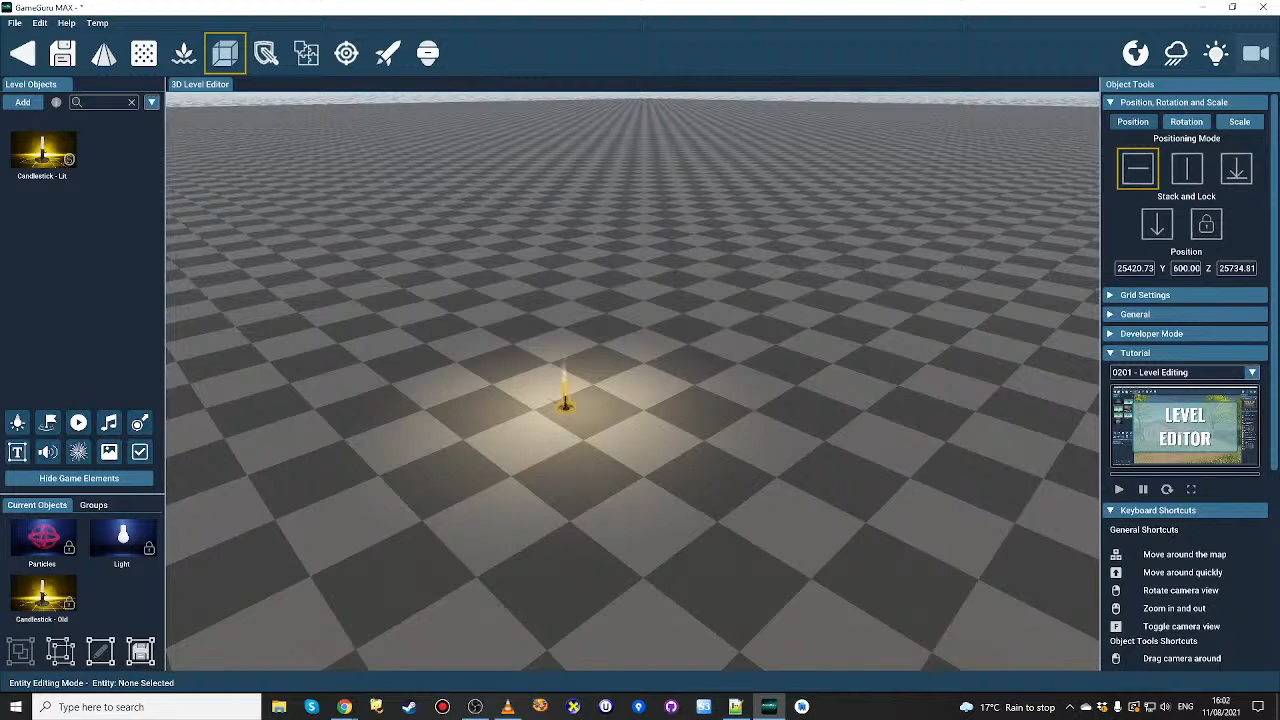 GameGuru MAX - *
File Edit Help Temp
Level Objects
Add
Candlestick - Lit
Hide Game Elements
Current Objects Groups
Particles Light
Candlestick - Old
3D Level Editor
Object Tools
Position, Rotation and Scale
Position Rotation Scale
Positioning Mode
Stack and Lock
Position
25420.73 Y 600.00 Z 25734.81
Grid Settings
General
Developer Mode
Tutorial
0201 - Level Editing
LEVEL
EDITOR
Keyboard Shortcuts
General Shortcuts
Move around the map
Move around quickly
Rotate camera view
Zoom in and out
F Toggle camera view
Object Tools Shortcuts
Drag camera around
Entity Editing Mode - Entity: None Selected
Type here to search
17°C Rain to stop
ENG
16:02
11/08/2021